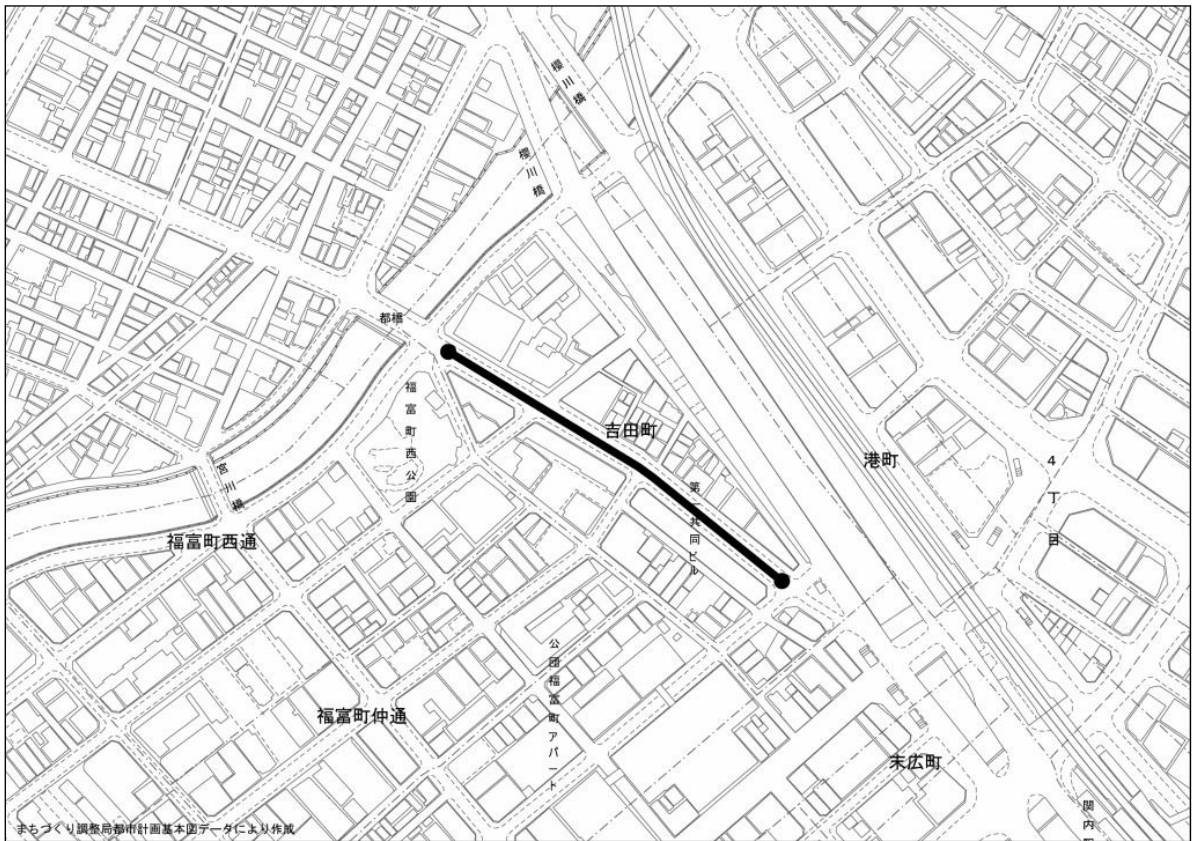 櫻川橋
櫻川橋
都橋
福富町西公園
吉田町
港町
4丁目
宮川橋
第一共同ビル
福富町西通
公団福富町アパート
福富町仲通
末広町
関内駅
まちづくり調整局都市計画基本図データにより作成